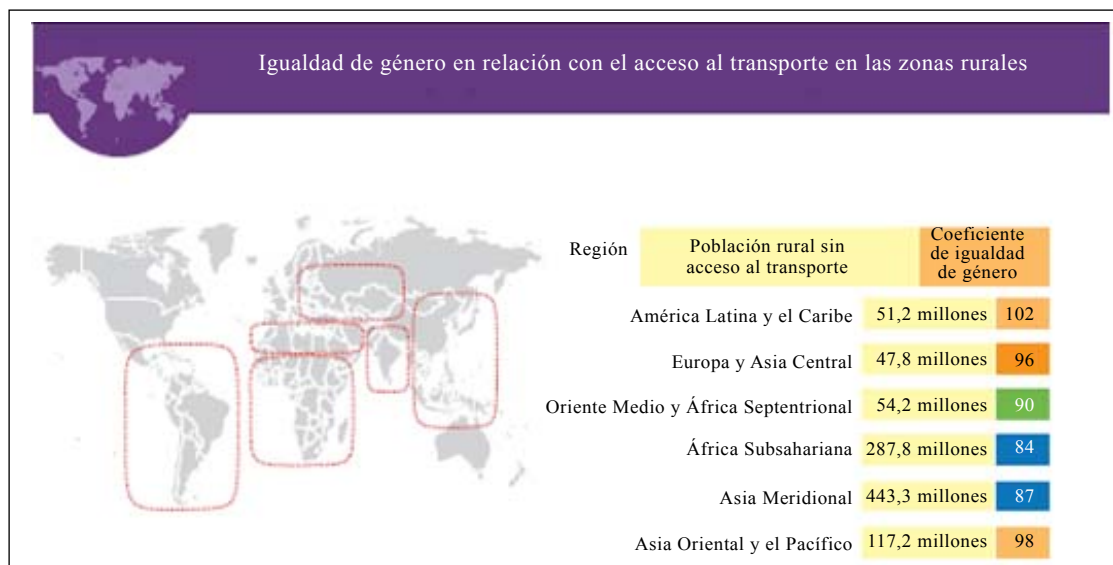 Igualdad de género en relación con el acceso al transporte en las zonas rurales
Región
Población rural sin
acceso al transporte
Coeficiente
de igualdad
de género
América Latina y el Caribe 51,2 millones 102
Europa y Asia Central 47,8 millones 96
Oriente Medio y África Septentrional 54,2 millones 90
África Subsahariana 287,8 millones 84
Asia Meridional 443,3 millones 87
Asia Oriental y el Pacífico 117,2 millones 98